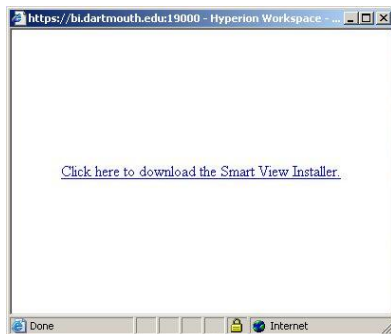 https://bi.dartmouth.edu:19000 - Hyperion Workspace - ...
Click here to download the Smart View Installer.
Done
Internet